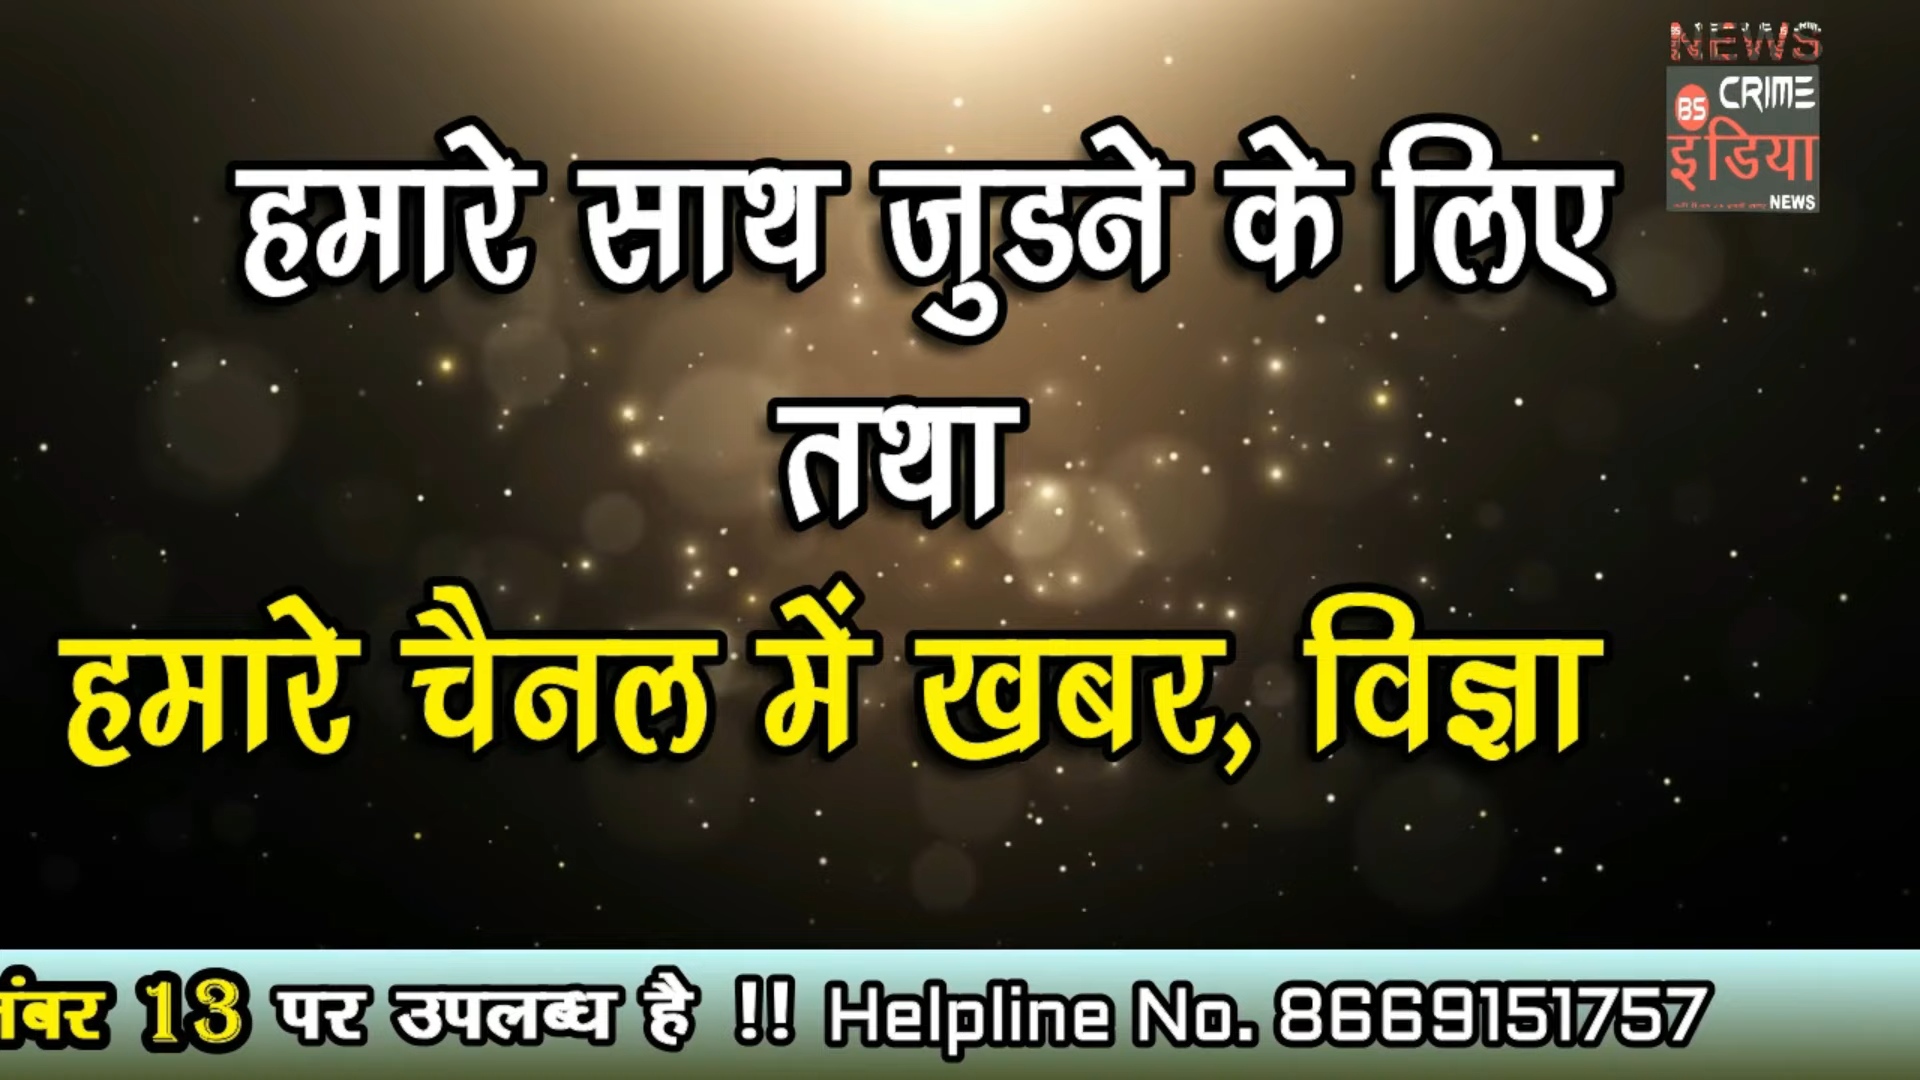 NEWS
CRIME
BS
इंडिया
NEWS
हमारे साथ जुडने के लिए
तथा
हमारे चैनल में खबर, विज्ञा
नंबर 13 पर उपलब्ध है !! Helpline No. 8669151757